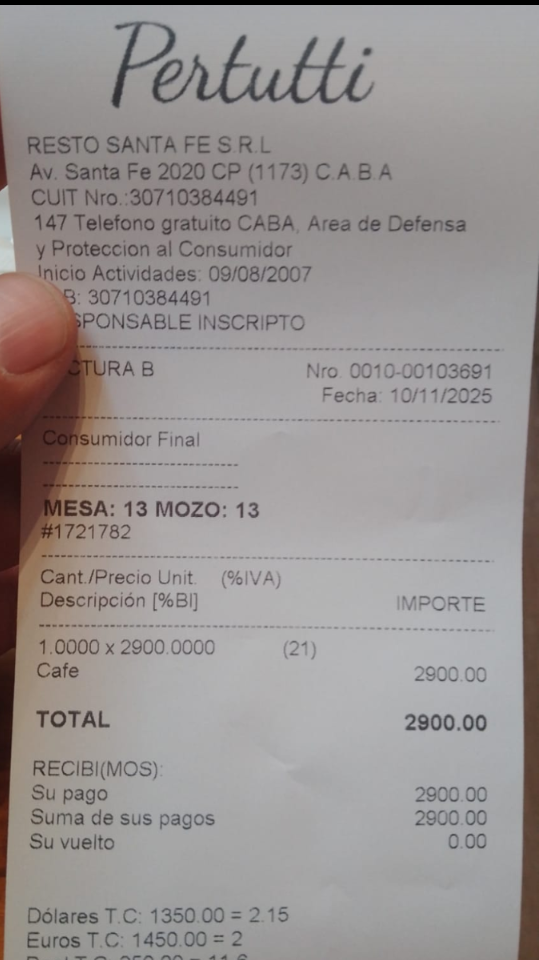 Pertutti
RESTO SANTA FE S.R.L
Av. Santa Fe 2020 CP (1173) C.A.B.A
CUIT Nro.:30710384491
147 Telefono gratuito CABA, Area de Defensa
y Proteccion al Consumidor
Inicio Actividades: 09/08/2007
B: 30710384491
SPONSABLE INSCRIPTO
CTURA B Nro. 0010-00103691
Fecha: 10/11/2025
Consumidor Final
MESA: 13 MOZO: 13
#1721782
Cant./Precio Unit. (%IVA)
Descripción [%BI] IMPORTE
1.0000 x 2900.0000 (21)
Cafe 2900.00
TOTAL 2900.00
RECIBI(MOS):
Su pago 2900.00
Suma de sus pagos 2900.00
Su vuelto 0.00
Dólares T.C: 1350.00 = 2.15
Euros T.C: 1450.00 = 2